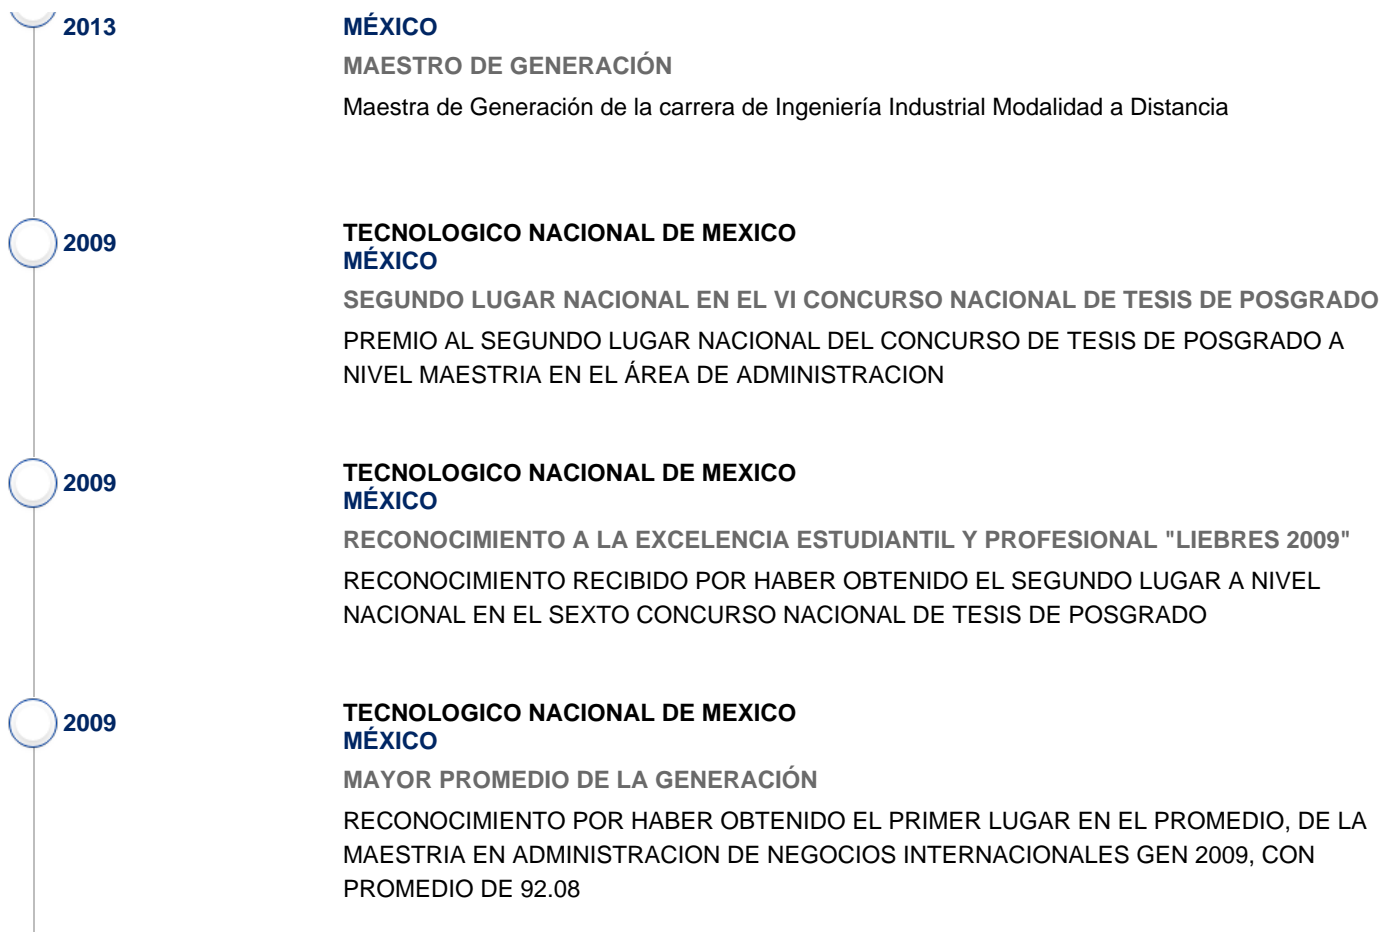 2013
MÉXICO
MAESTRO DE GENERACIÓN
Maestra de Generación de la carrera de Ingeniería Industrial Modalidad a Distancia
2009
TECNOLOGICO NACIONAL DE MEXICO
MÉXICO
SEGUNDO LUGAR NACIONAL EN EL VI CONCURSO NACIONAL DE TESIS DE POSGRADO
PREMIO AL SEGUNDO LUGAR NACIONAL DEL CONCURSO DE TESIS DE POSGRADO A
NIVEL MAESTRIA EN EL ÁREA DE ADMINISTRACION
2009
TECNOLOGICO NACIONAL DE MEXICO
MÉXICO
RECONOCIMIENTO A LA EXCELENCIA ESTUDIANTIL Y PROFESIONAL "LIEBRES 2009"
RECONOCIMIENTO RECIBIDO POR HABER OBTENIDO EL SEGUNDO LUGAR A NIVEL
NACIONAL EN EL SEXTO CONCURSO NACIONAL DE TESIS DE POSGRADO
2009
TECNOLOGICO NACIONAL DE MEXICO
MÉXICO
MAYOR PROMEDIO DE LA GENERACIÓN
RECONOCIMIENTO POR HABER OBTENIDO EL PRIMER LUGAR EN EL PROMEDIO, DE LA
MAESTRIA EN ADMINISTRACION DE NEGOCIOS INTERNACIONALES GEN 2009, CON
PROMEDIO DE 92.08